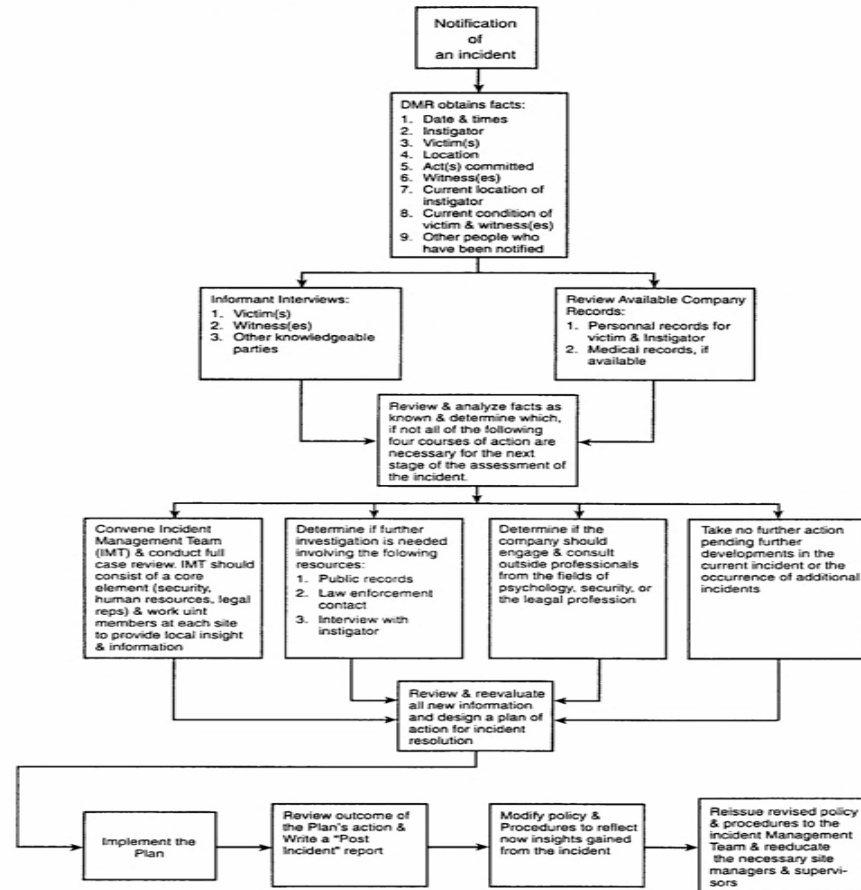 Notification
of
an incident
DMR obtains facts:
1. Date & times
2. Instigator
3. Victim(s)
4. Location
5. Act(s) committed
6. Witness(es)
7. Current location of
instigator
8. Current condition of
victim & witness(es)
9. Other people who
have been notified
Informant Interviews:
1. Victim(s)
2. Witness(es)
3. Other knowledgeable
parties
Review Available Company
Records:
1. Personnal records for
victim & Instigator
2. Medical records, if
available
Review & analyze facts as
known & determine which,
if not all of the following
four courses of action are
necessary for the next
stage of the assessment of
the incident.
Convene Incident
Management Team
(IMT) & conduct full
case review. IMT should
consist of a core
element (security,
human resources, legal
reps) & work uint
members at each site
to provide local insight
& information
Determine if further
investigation is needed
involving the folowing
resources:
1. Public records
2. Law enforcement
contact
3. Interview with
instigator
Determine if the
company should
engage & consult
outside professionals
from the fields of
psychology, security, or
the leagal profession
Take no further action
pending further
developments in the
current incident or the
occurrence of additional
incidents
Review & reevaluate
all new information
and design a plan of
action for incident
resolution
Implement the
Plan
Review outcome of
the Plan's action &
Write a "Post
Incident" report
Modify policy &
Procedures to reflect
now insights gained
from the incident
Reissue revised policy
& procedures to the
incident Management
Team & reeducate
the necessary site
managers & supervi-
sors